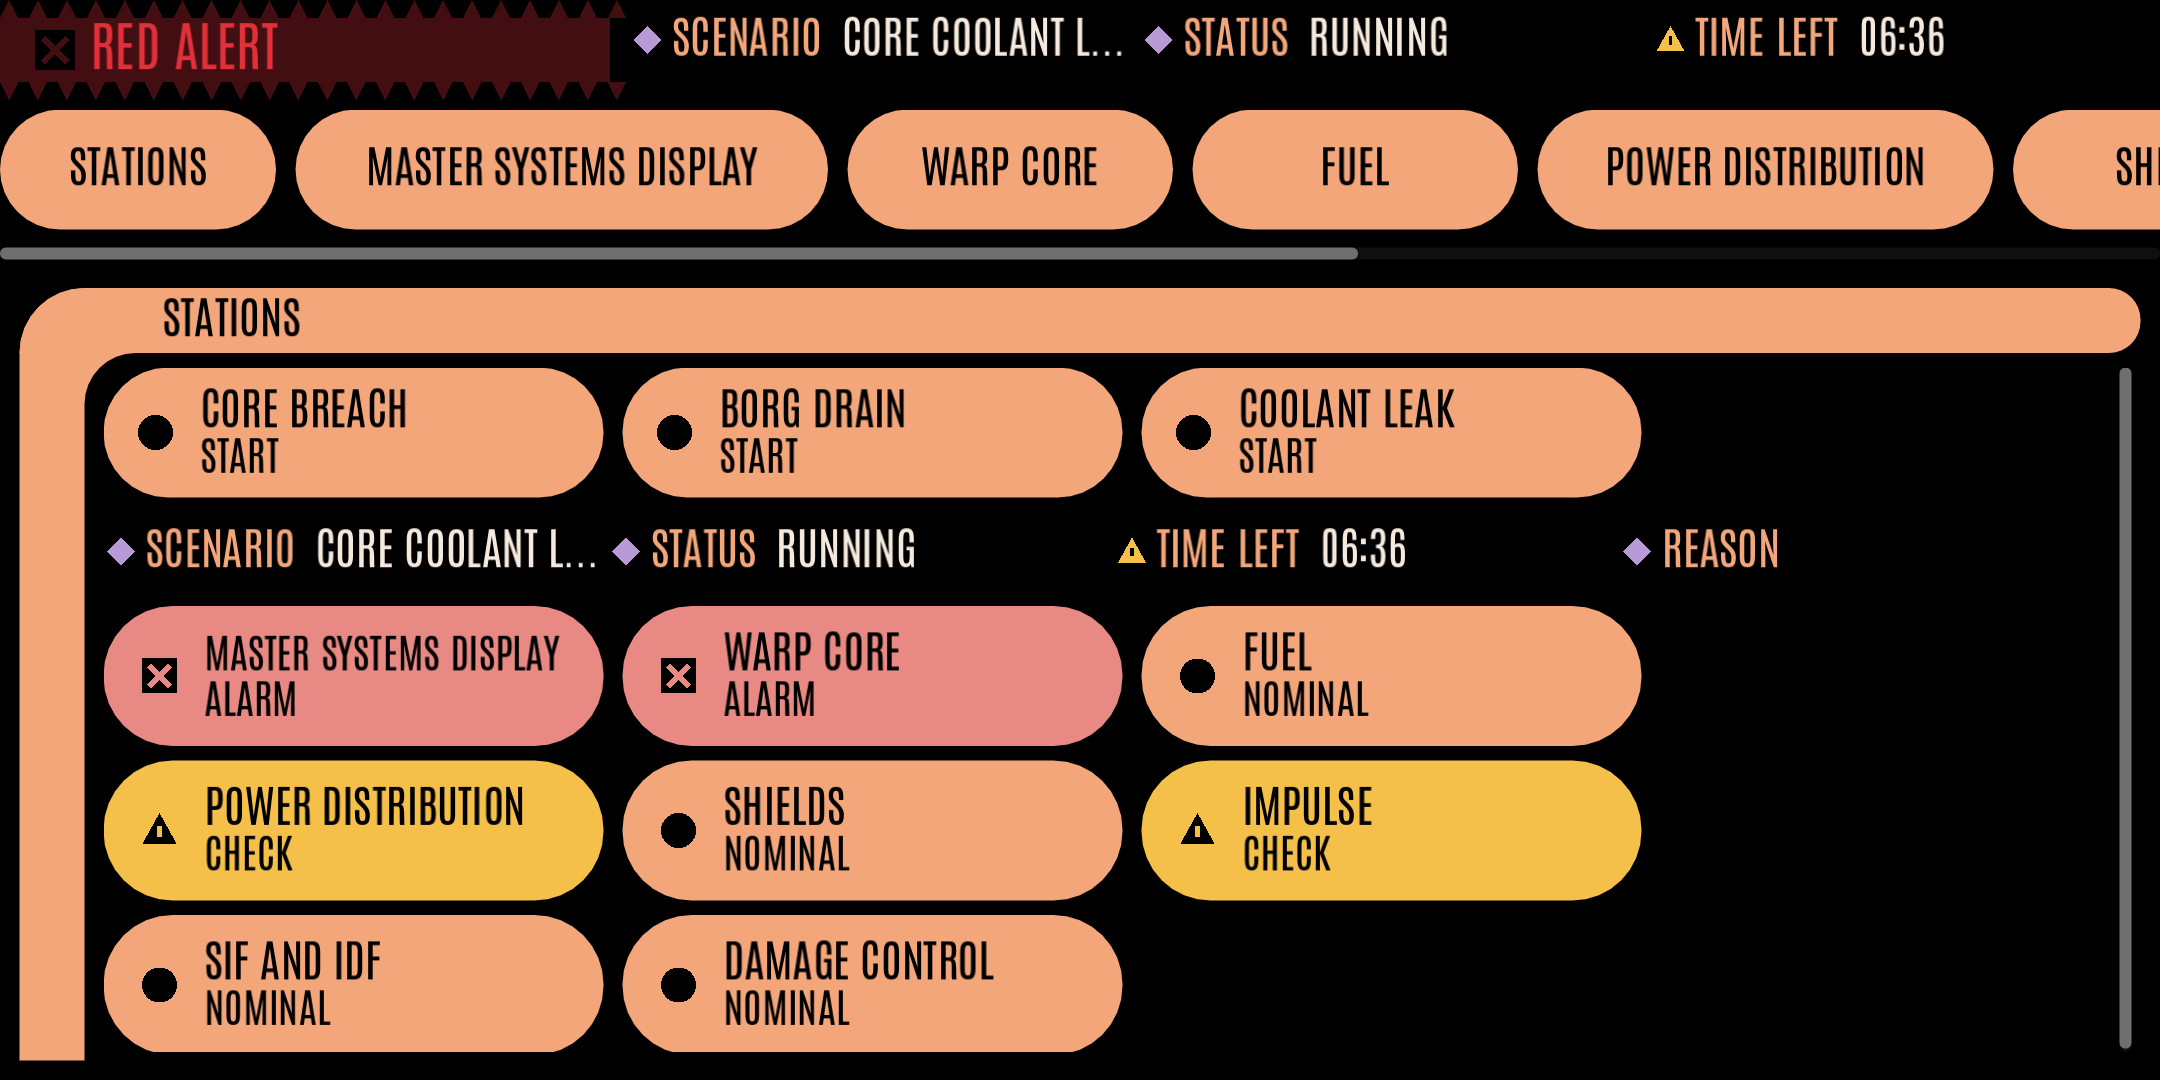 RED ALERT
SCENARIO CORE COOLANT L...
STATUS RUNNING
TIME LEFT 06:36
STATIONS
MASTER SYSTEMS DISPLAY
WARP CORE
FUEL
POWER DISTRIBUTION
SH
STATIONS
CORE BREACH
START
BORG DRAIN
START
COOLANT LEAK
START
SCENARIO CORE COOLANT L...
STATUS RUNNING
TIME LEFT 06:36
REASON
MASTER SYSTEMS DISPLAY
ALARM
WARP CORE
ALARM
FUEL
NOMINAL
POWER DISTRIBUTION
CHECK
SHIELDS
NOMINAL
IMPULSE
CHECK
SIF AND IDF
NOMINAL
DAMAGE CONTROL
NOMINAL